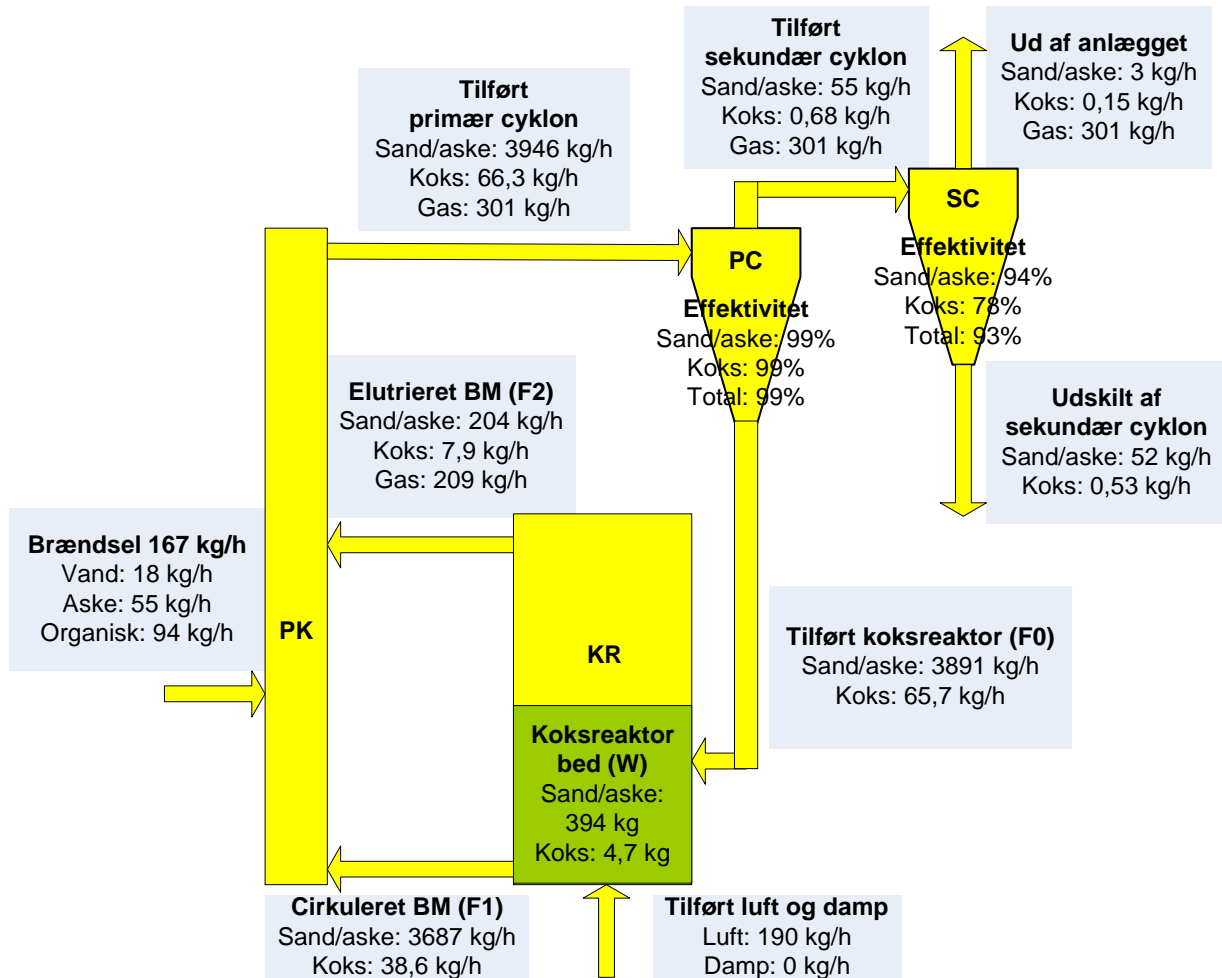 Tilført
sekundær cyklon
Sand/aske: 55 kg/h
Koks: 0,68 kg/h
Gas: 301 kg/h
Ud af anlægget
Sand/aske: 3 kg/h
Koks: 0,15 kg/h
Gas: 301 kg/h
Tilført
primær cyklon
Sand/aske: 3946 kg/h
Koks: 66,3 kg/h
Gas: 301 kg/h
SC
Effektivitet
Sand/aske: 94%
Koks: 78%
Total: 93%
PC
Effektivitet
Sand/aske: 99%
Koks: 99%
Total: 99%
Elutrieret BM (F2)
Sand/aske: 204 kg/h
Koks: 7,9 kg/h
Gas: 209 kg/h
Udskilt af
sekundær cyklon
Sand/aske: 52 kg/h
Koks: 0,53 kg/h
Brændsel 167 kg/h
Vand: 18 kg/h
Aske: 55 kg/h
Organisk: 94 kg/h
PK
KR
Tilført koksreaktor (F0)
Sand/aske: 3891 kg/h
Koks: 65,7 kg/h
Koksreaktor
bed (W)
Sand/aske:
394 kg
Koks: 4,7 kg
Cirkuleret BM (F1)
Sand/aske: 3687 kg/h
Koks: 38,6 kg/h
Tilført luft og damp
Luft: 190 kg/h
Damp: 0 kg/h